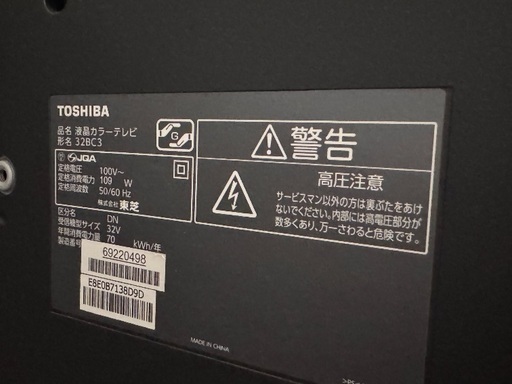 TOSHIBA
品名 液晶カラーテレビ
形名 32BC3
JQA
定格電圧 100V~
定格消費電力 109 W
定格周波数 50/60 Hz
株式会社 東芝
区分名 DN
受信機型サイズ 32V
年間消費電力量 70 kWh/年
製造番号
69220498
E8E0B7138D9D
G
警告
高圧注意
サービスマン以外の方は裏ぶたをあけ
ないでください。内部には高電圧部分が
数多くあり、万一さわると危険です。
MADE IN CHINA